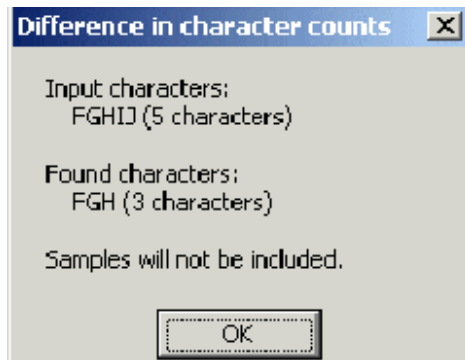 Difference in character counts
Input characters:
FGHIJ (5 characters)
Found characters:
FGH (3 characters)
Samples will not be included.
OK